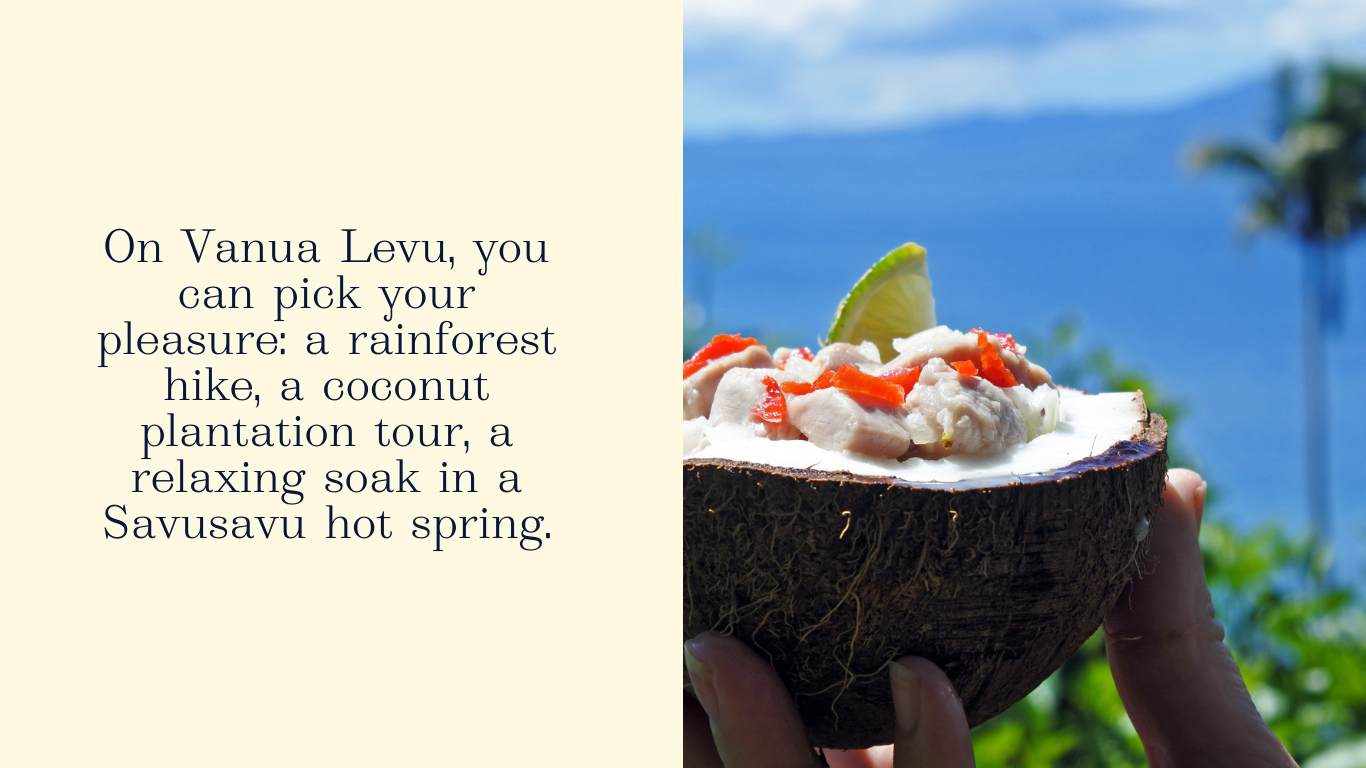 On Vanua Levu, you
can pick your
pleasure: a rainforest
hike, a coconut
plantation tour, a
relaxing soak in a
Savusavu hot spring.